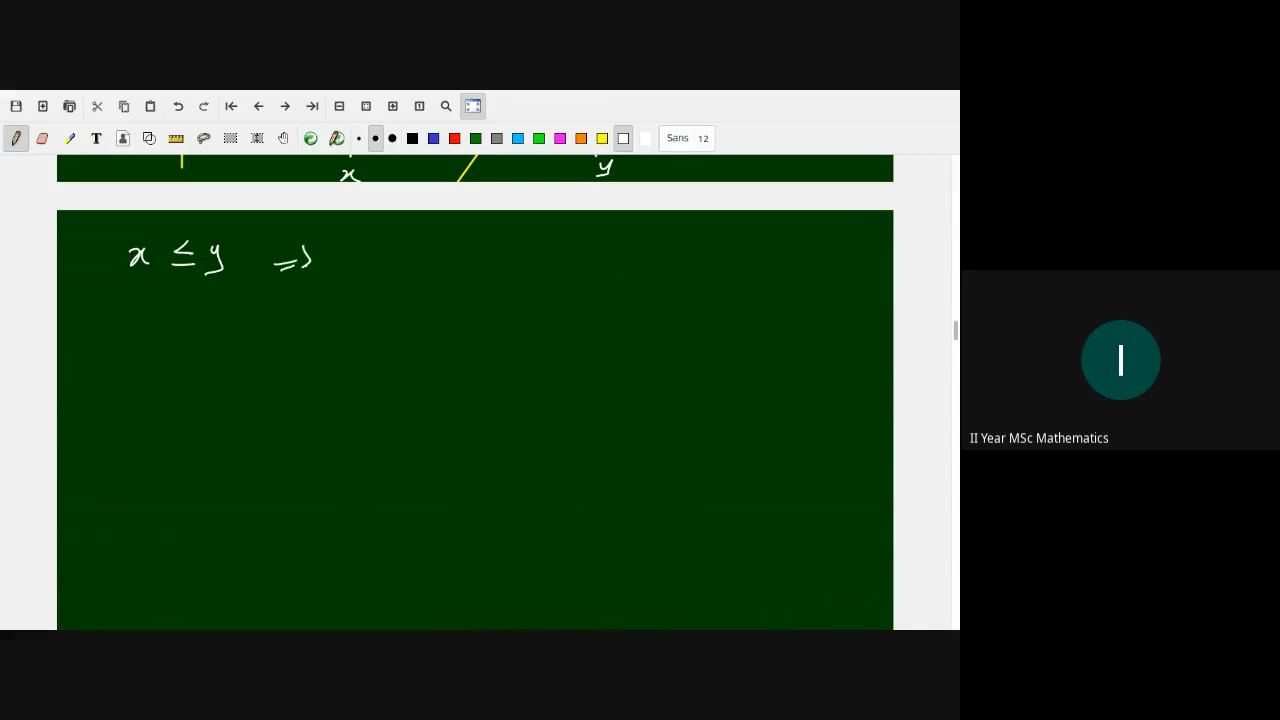 T
Sans 12
x y
x ≤ y ⇒
I
II Year MSc Mathematics